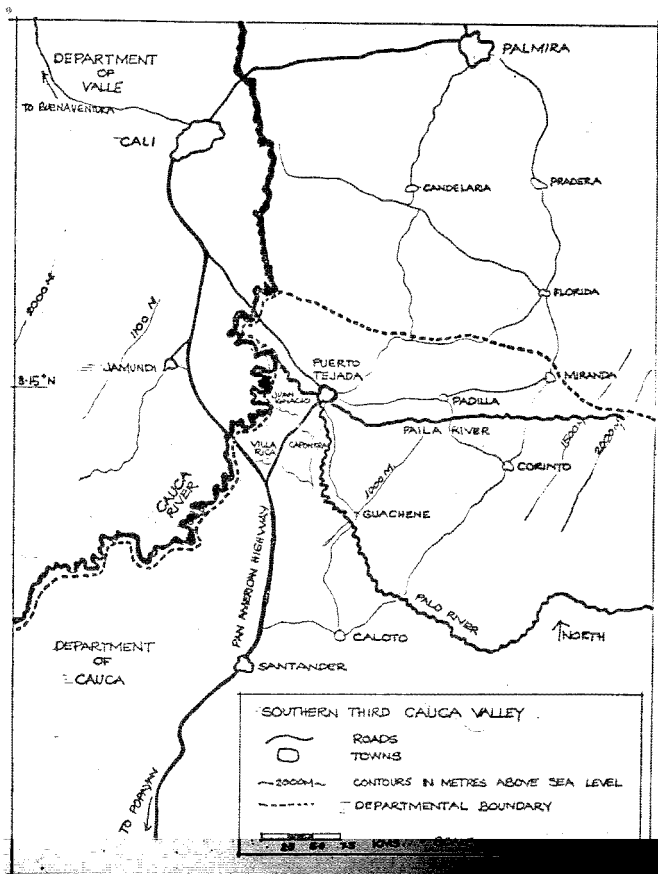 PALMIRA
DEPARTMENT
OF
VALLE
TO BUENAVENTURA
CALI
CANDELARIA
PRADERA
2000 M
1100 M
FLORIDA
JAMUNDI
3·15°N
PUERTO
TEJADA
MIRANDA
JUAN
IGNACIO
PADILLA
PAILA RIVER
VILLA
RICA
CAPONERA
1500 M
2000 M
CORINTO
1000 M
CAUCA
RIVER
GUACHENE
PAN AMERICAN HIGHWAY
PALO RIVER
NORTH
CALOTO
DEPARTMENT
OF
CAUCA
SANTANDER
TO POPAYAN
SOUTHERN THIRD CAUCA VALLEY
ROADS
TOWNS
2000M CONTOURS IN METRES ABOVE SEA LEVEL
DEPARTMENTAL BOUNDARY
KMS